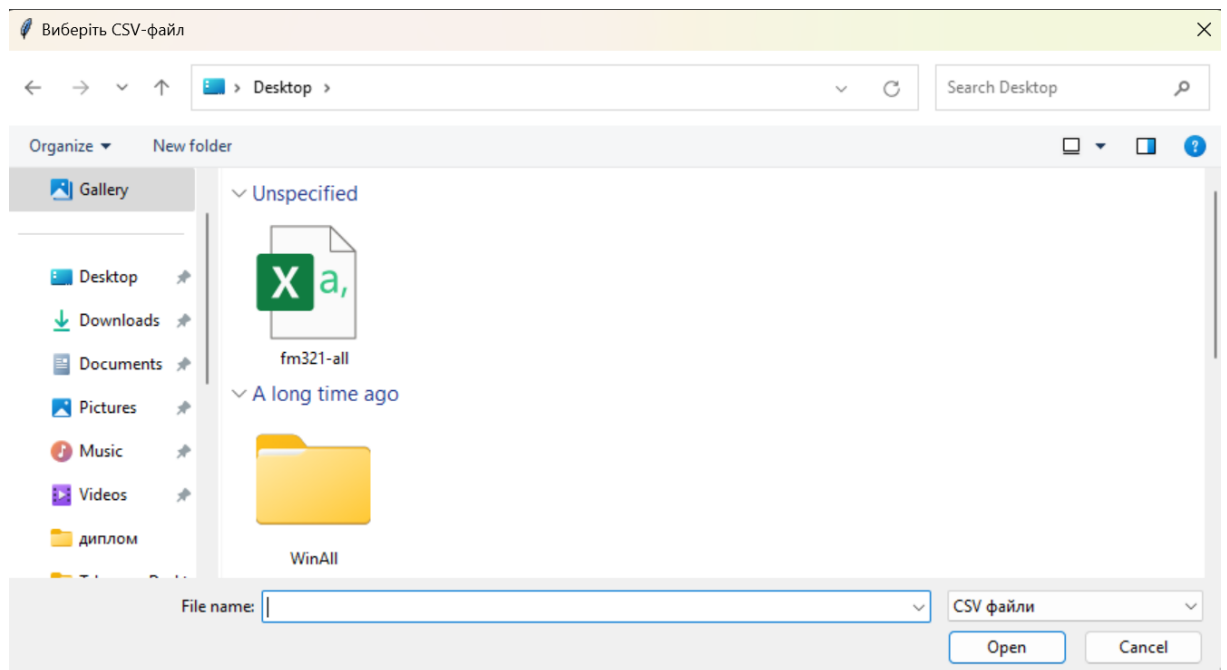 Виберіть CSV-файл
Desktop
Search Desktop
Organize
New folder
Gallery
Desktop
Downloads
Documents
Pictures
Music
Videos
диплом
Unspecified
X a,
fm321-all
A long time ago
WinAll
File name:
CSV файли
Open
Cancel